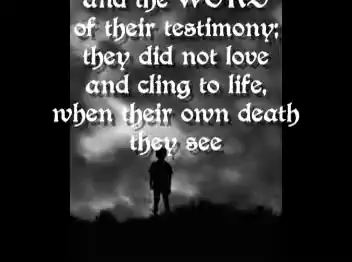 and the WORD
of their testimony;
they did not love
and cling to life,
when their own death
they see